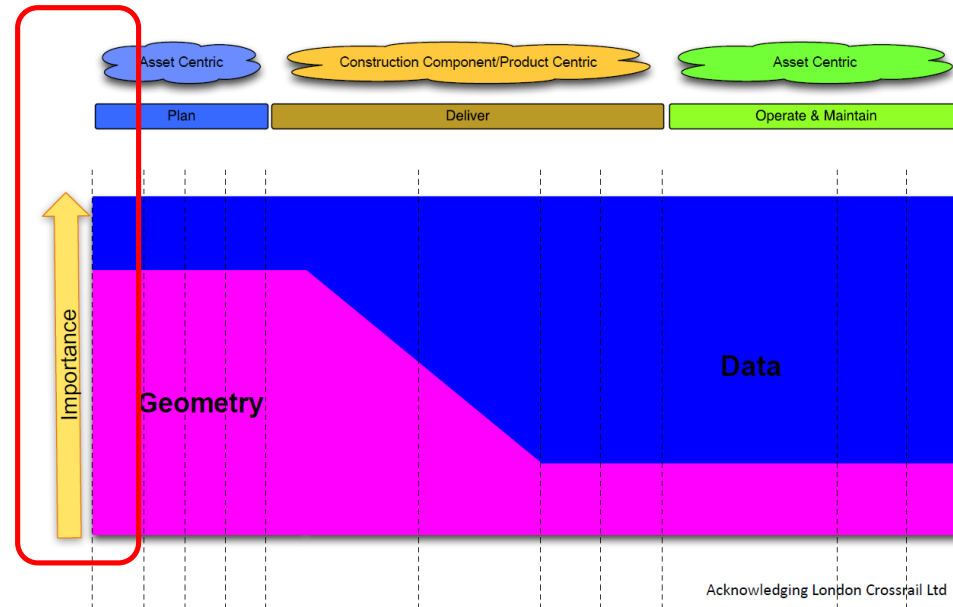 Asset Centric
Construction Component/Product Centric
Asset Centric
Plan
Deliver
Operate & Maintain
Importance
Geometry
Data
Acknowledging London Crossrail Ltd